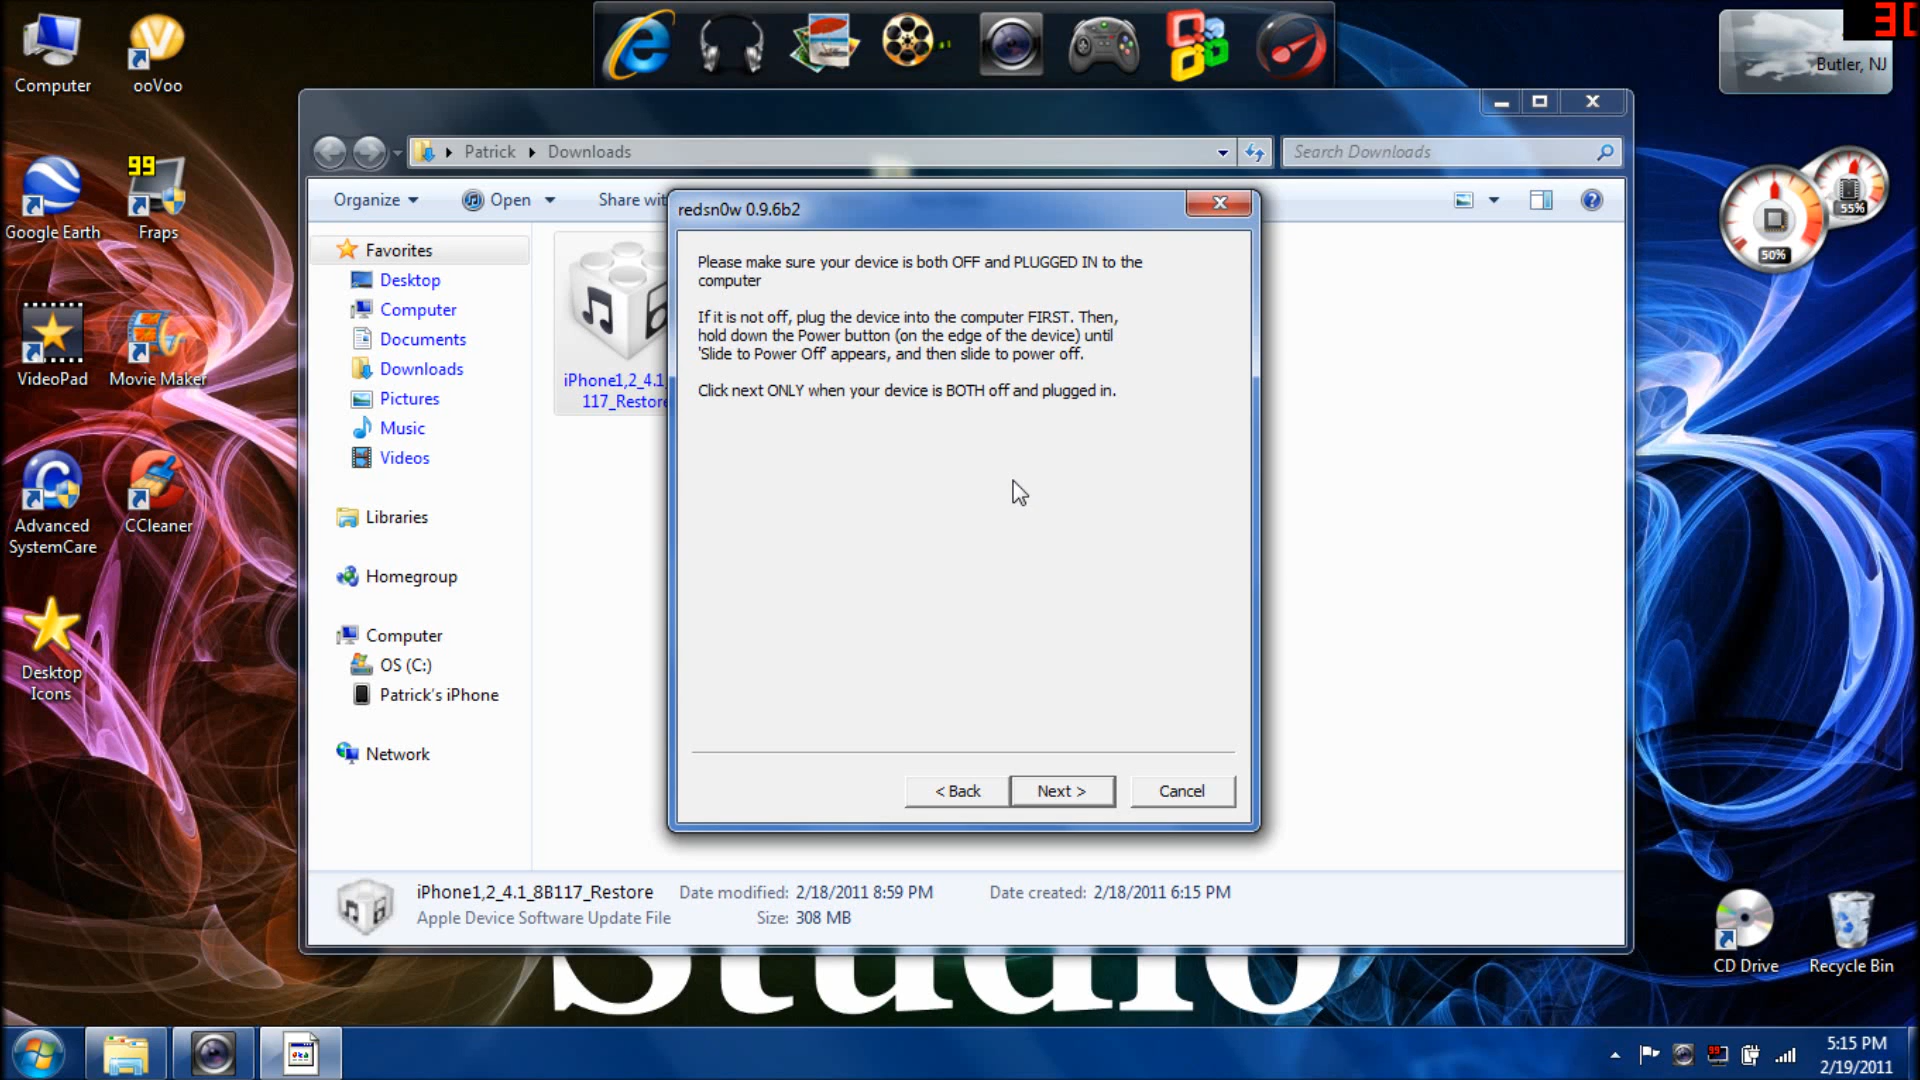 Computer
ooVoo
Google Earth
99
Fraps
VideoPad
Movie Maker
Advanced
SystemCare
CCleaner
Desktop
Icons
Butler, NJ
55%
50%
Patrick
Downloads
Search Downloads
Organize
Open
Share wit
Favorites
Desktop
Computer
Documents
Downloads
Pictures
Music
Videos
Libraries
Homegroup
Computer
OS (C:)
Patrick's iPhone
Network
iPhone1,2_4.1_
117_Restore
redsn0w 0.9.6b2
Please make sure your device is both OFF and PLUGGED IN to the
computer
If it is not off, plug the device into the computer FIRST. Then,
hold down the Power button (on the edge of the device) until
'Slide to Power Off' appears, and then slide to power off.
Click next ONLY when your device is BOTH off and plugged in.
< Back
Next >
Cancel
iPhone1,2_4.1_8B117_Restore
Date modified: 2/18/2011 8:59 PM
Date created: 2/18/2011 6:15 PM
Apple Device Software Update File
Size: 308 MB
Studio
CD Drive
Recycle Bin
99
5:15 PM
2/19/2011